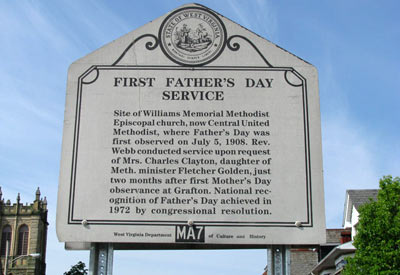 STATE OF WEST VIRGINIA
FIRST FATHER'S DAY
SERVICE
Site of Williams Memorial Methodist
Episcopal church, now Central United
Methodist, where Father's Day was
first observed on July 5, 1908. Rev.
Webb conducted service upon request
of Mrs. Charles Clayton, daughter of
Meth. minister Fletcher Golden, just
two months after first Mother's Day
observance at Grafton. National rec-
ognition of Father's Day achieved in
1972 by congressional resolution.
West Virginia Department MA7 of Culture and History